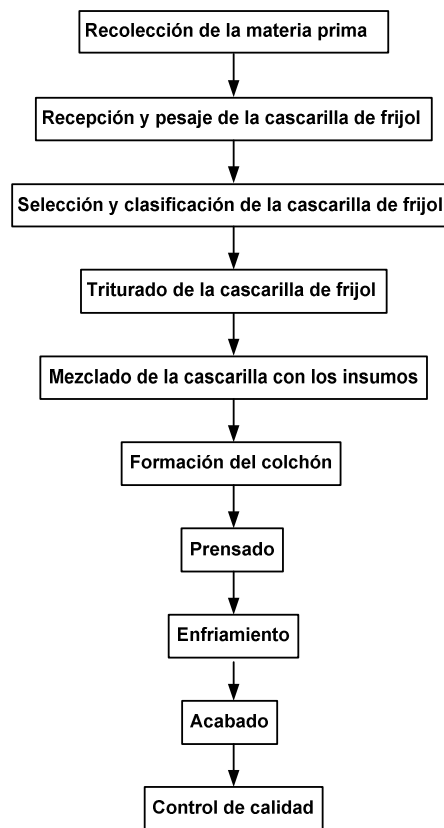 Recolección de la materia prima
Recepción y pesaje de la cascarilla de frijol
Selección y clasificación de la cascarilla de frijol
Triturado de la cascarilla de frijol
Mezclado de la cascarilla con los insumos
Formación del colchón
Prensado
Enfriamiento
Acabado
Control de calidad